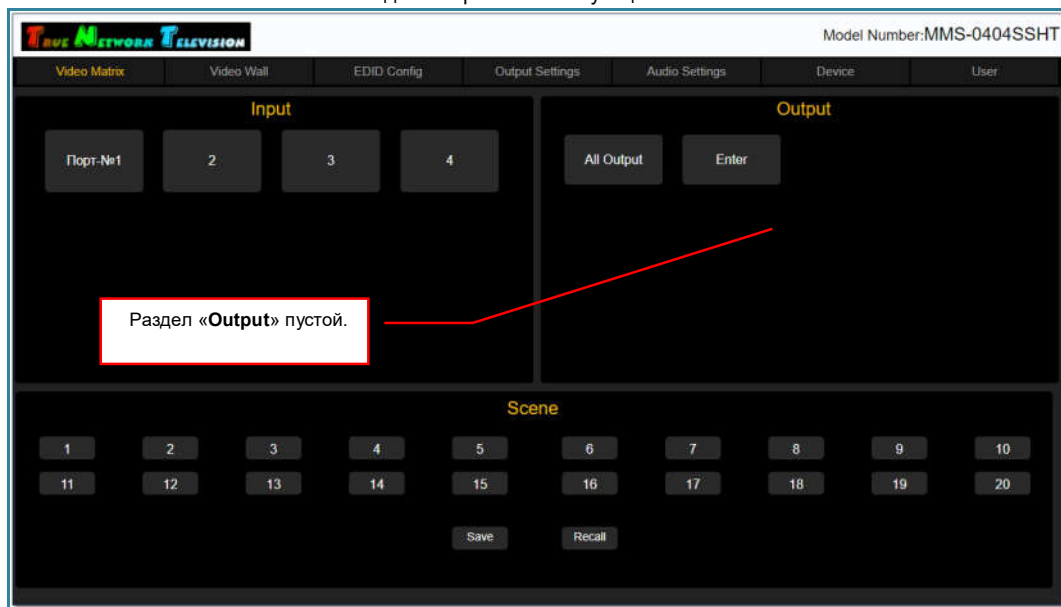 True Network Television
Model Number:MMS-0404SSHT
Video Matrix Video Wall EDID Config Output Settings Audio Settings Device User
Input
Порт-№1 2 3 4
Output
All Output Enter
Раздел «Output» пустой.
Scene
1 2 3 4 5 6 7 8 9 10
11 12 13 14 15 16 17 18 19 20
Save Recall